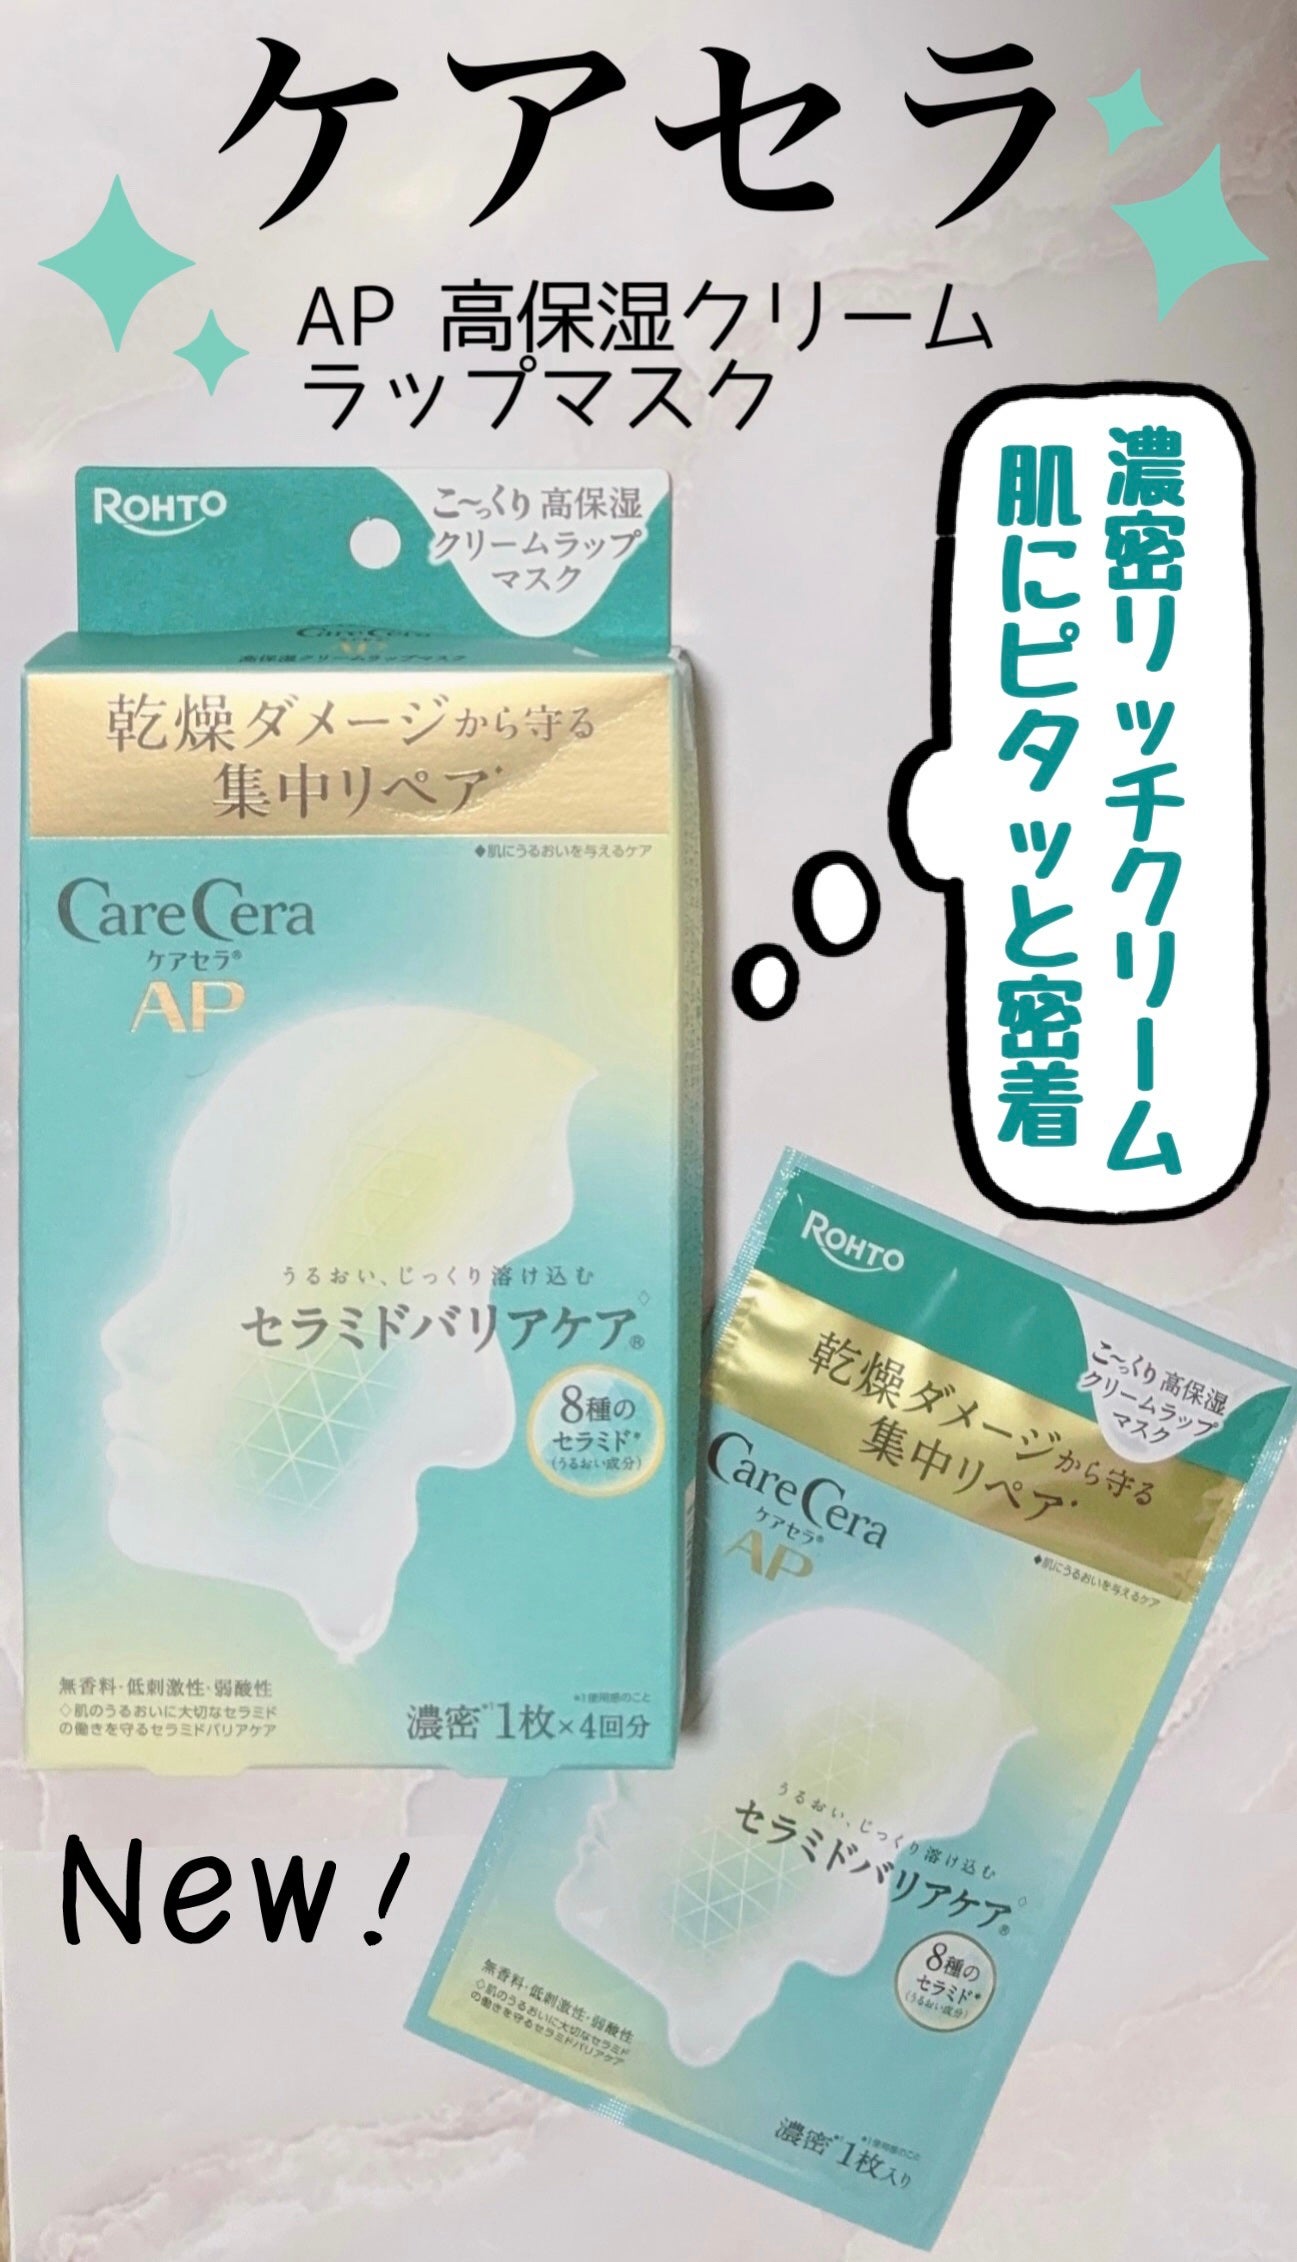 ケアセラ
AP 高保湿クリーム
ラップマスク
濃密リッチクリーム
肌にピタッと密着
ROHTO
こ〜っくり高保湿
クリームラップ
マスク
CareCera
AP
高保湿クリームラップマスク
乾燥ダメージから守る
集中リペア◆
◆肌にうるおいを与えるケア
CareCera
ケアセラ®
AP
うるおい、じっくり溶け込む
セラミドバリアケア◇®
8種の
セラミド*
(うるおい成分)
無香料・低刺激性・弱酸性
◇肌のうるおいに大切なセラミド
の働きを守るセラミドバリアケア
*1使用感のこと
濃密*1 1枚×4回分
New!
ROHTO
こ〜っくり高保湿
クリームラップ
マスク
乾燥ダメージから守る
集中リペア◆
◆肌にうるおいを与えるケア
CareCera
ケアセラ®
AP
うるおい、じっくり溶け込む
セラミドバリアケア◇®
8種の
セラミド*
(うるおい成分)
無香料・低刺激性・弱酸性
◇肌のうるおいに大切なセラミド
の働きを守るセラミドバリアケア
*1使用感のこと
濃密*1 1枚入り